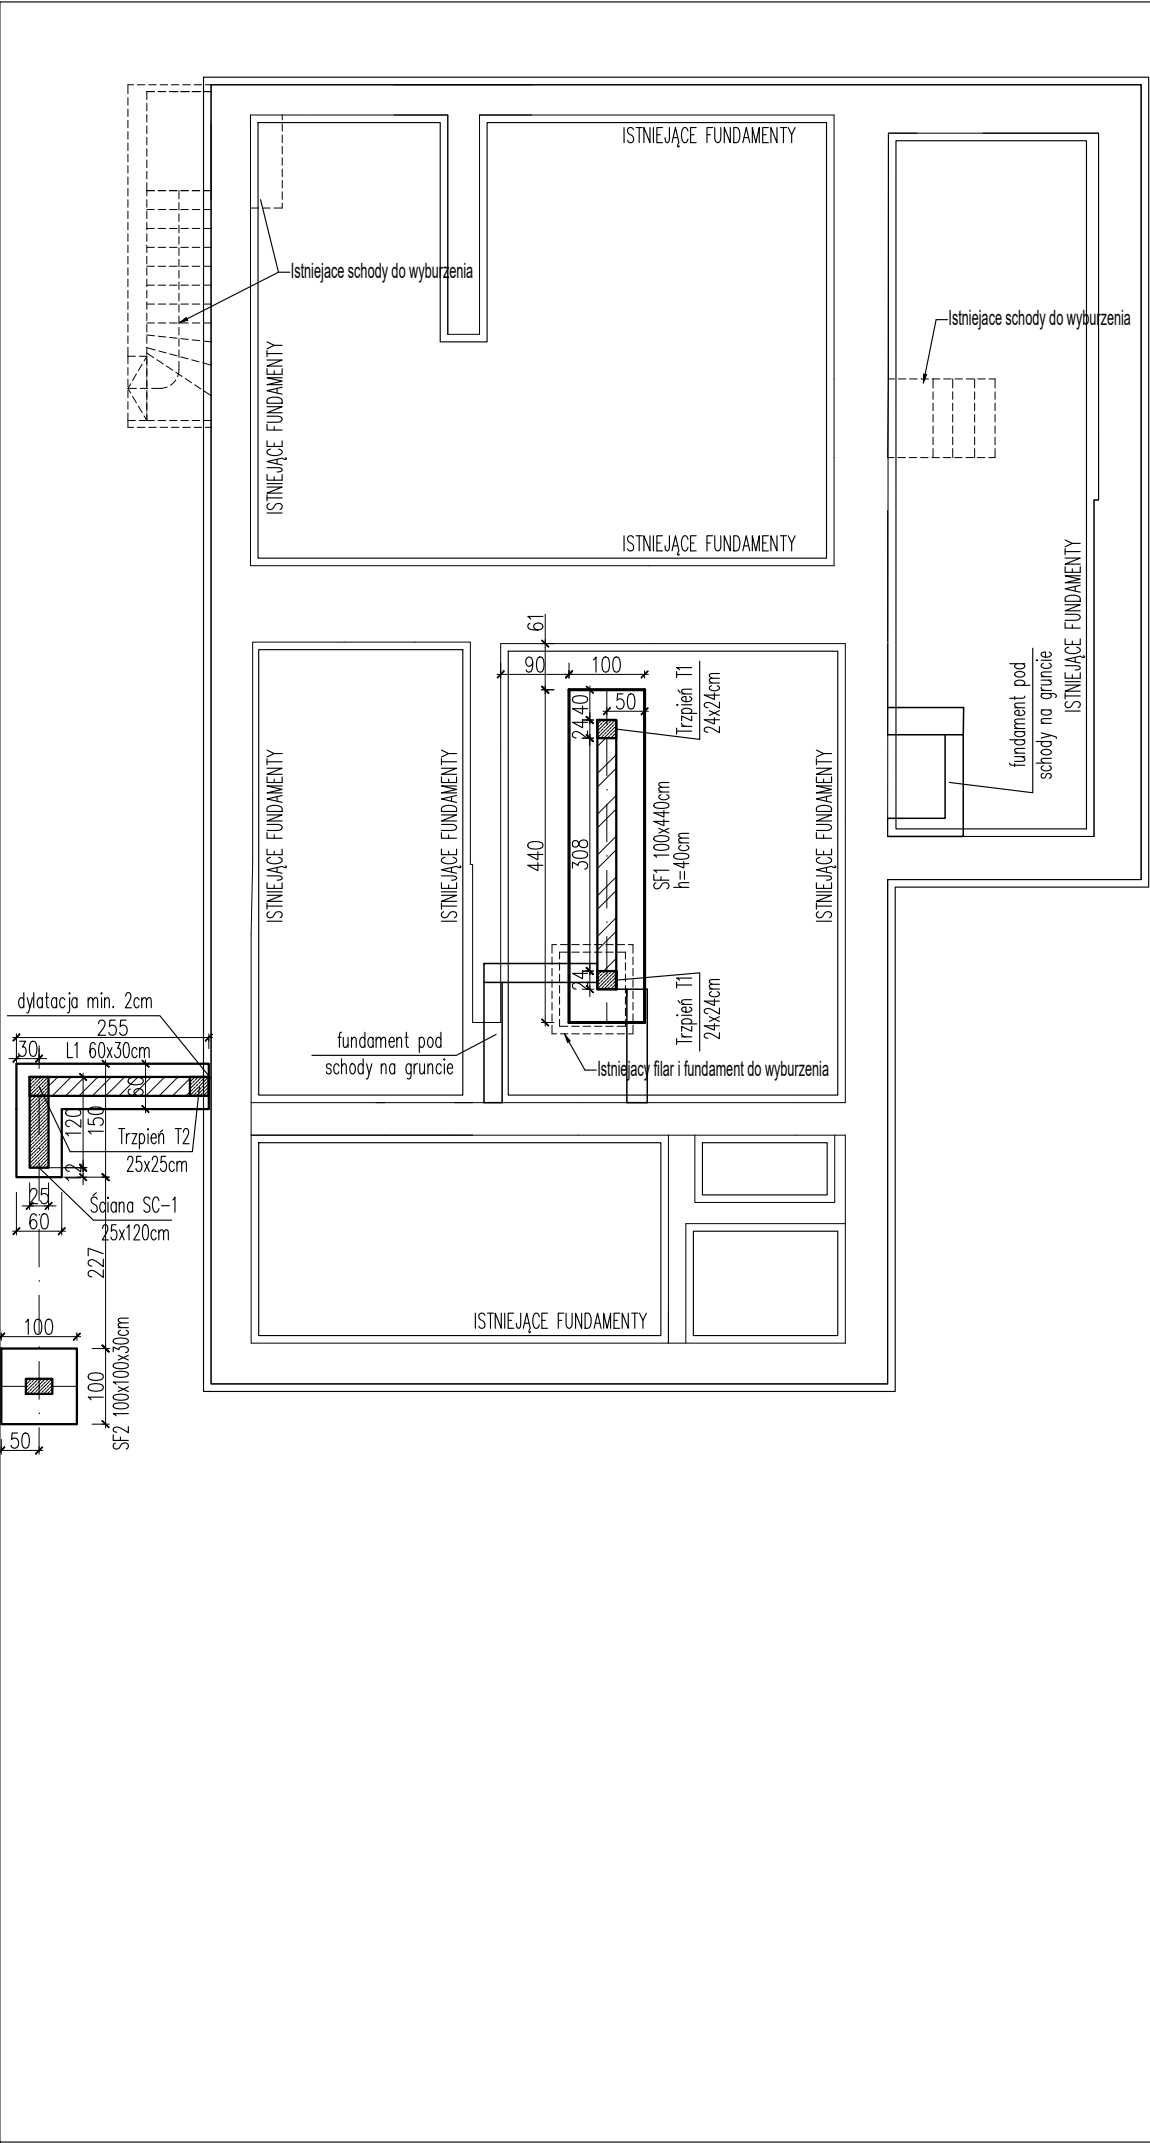 ISTNIEJĄCE FUNDAMENTY
Istniejace schody do wyburzenia
Istniejace schody do wyburzenia
ISTNIEJĄCE FUNDAMENTY
ISTNIEJĄCE FUNDAMENTY
ISTNIEJĄCE FUNDAMENTY
fundament pod
schody na gruncie
61
90
100
50
40
24
Trzpień T1
24x24cm
440
308
24
SF1 100x440cm
h=40cm
ISTNIEJĄCE FUNDAMENTY
ISTNIEJĄCE FUNDAMENTY
ISTNIEJĄCE FUNDAMENTY
Trzpień T1
24x24cm
fundament pod
schody na gruncie
Istniejacy filar i fundament do wyburzenia
dylatacja min. 2cm
255
30
L1 60x30cm
60
120
150
12
Trzpień T2
25x25cm
25
60
Ściana SC-1
25x120cm
227
100
100
50
SF2 100x100x30cm
ISTNIEJĄCE FUNDAMENTY